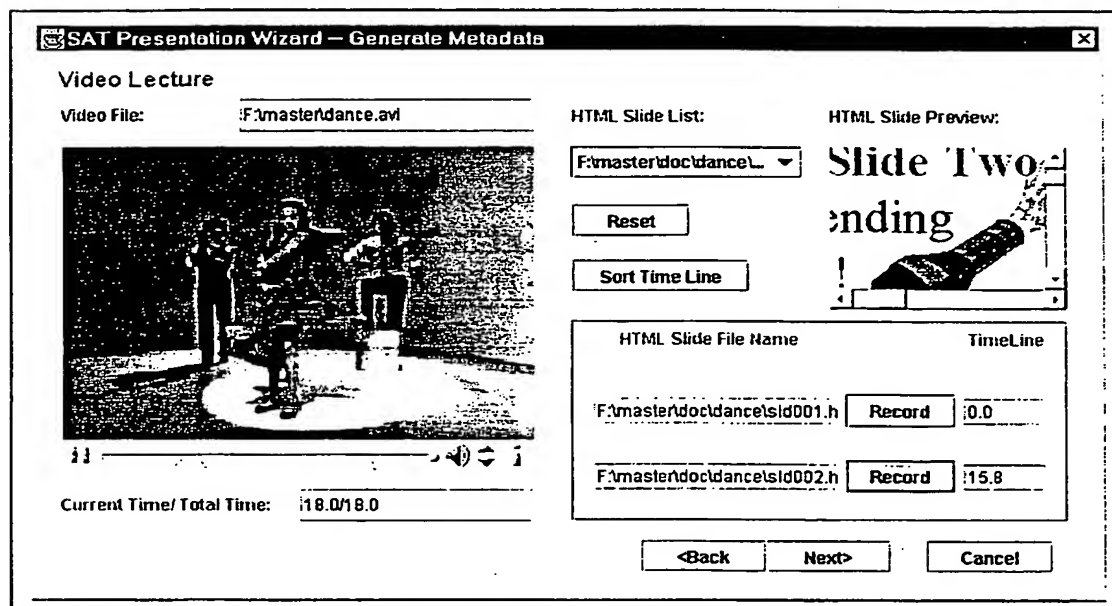 SAT Presentation Wizard — Generate Metadata
Video Lecture
Video File:
F:\master\dance.avi
HTML Slide List:
HTML Slide Preview:
F:\master\doc\dance\...
Slide Two
ending
!
Reset
Sort Time Line
HTML Slide File Name
TimeLine
F:\master\doc\dance\sld001.h
Record
0.0
F:\master\doc\dance\sld002.h
Record
15.8
Current Time/ Total Time:
18.0/18.0
<Back
Next>
Cancel